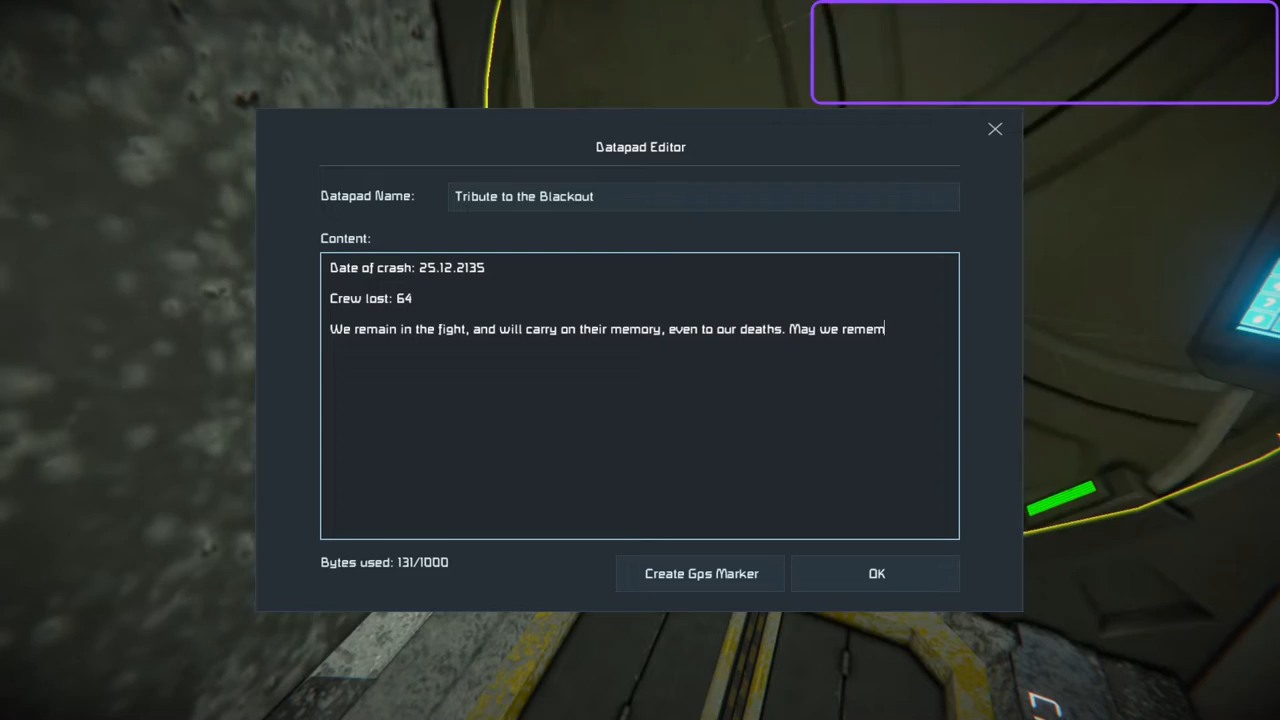 Datapad Editor
Datapad Name: Tribute to the Blackout
Content:
Date of crash: 25.12.2135
Crew lost: 64
We remain in the fight, and will carry on their memory, even to our deaths. May we remem
Bytes used: 131/1000
Create Gps Marker
OK